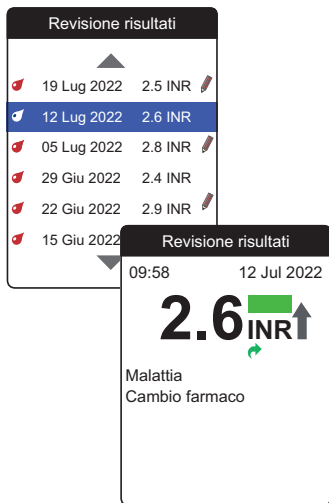 Revisione risultati
19 Lug 2022 2.5 INR
12 Lug 2022 2.6 INR
05 Lug 2022 2.8 INR
29 Giu 2022 2.4 INR
22 Giu 2022 2.9 INR
15 Giu 2022
Revisione risultati
09:58 12 Jul 2022
2.6 INR
Malattia
Cambio farmaco